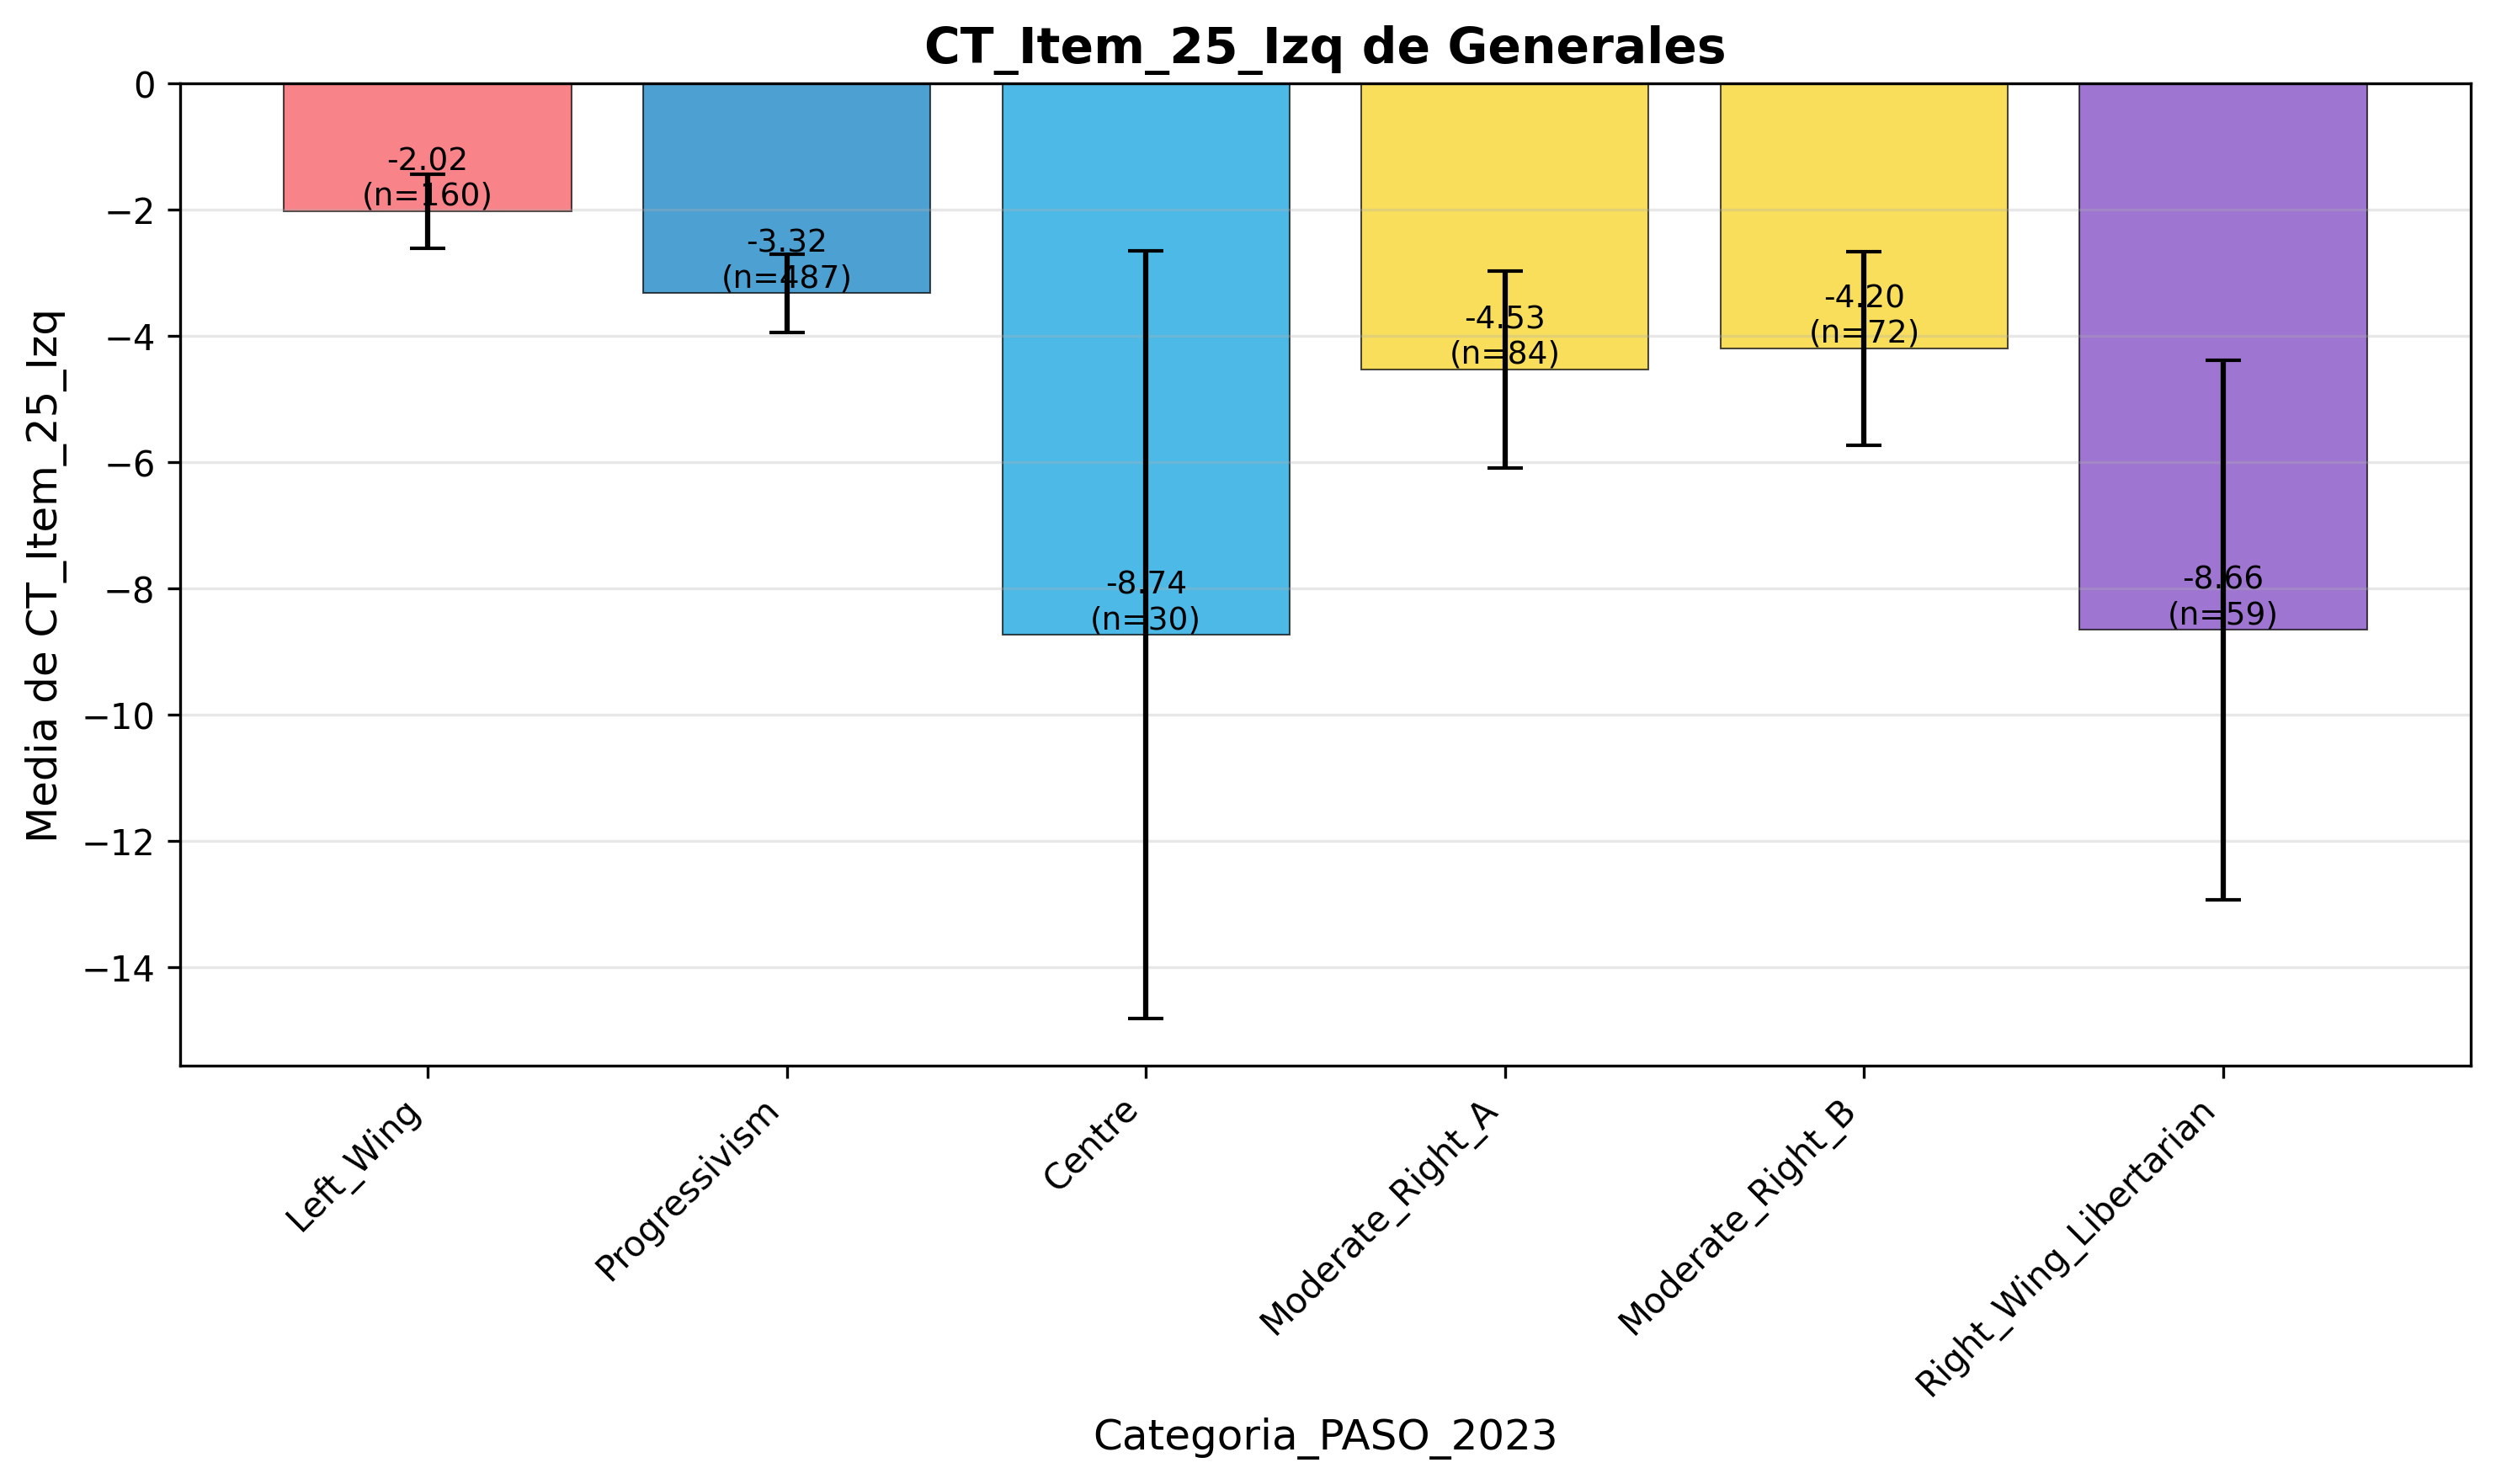 CT_Item_25_Izq de Generales
Media de CT_Item_25_Izq
0
−2
−4
−6
−8
−10
−12
−14
-2.02
(n=160)
-3.32
(n=487)
-8.74
(n=30)
-4.53
(n=84)
-4.20
(n=72)
-8.66
(n=59)
Left_Wing
Progressivism
Centre
Moderate_Right_A
Moderate_Right_B
Right_Wing_Libertarian
Categoria_PASO_2023